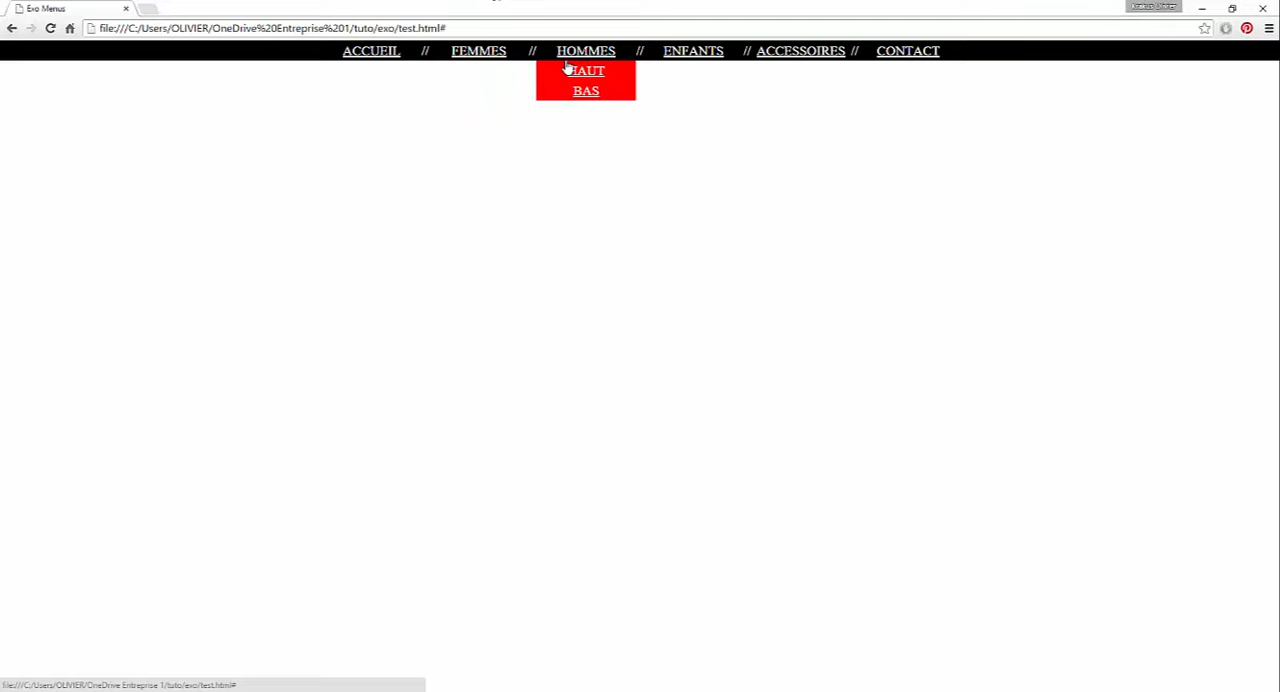 Exo Menus
file:///C:/Users/OLIVIER/OneDrive%20Entreprise%201/tuto/exo/test.html#
ACCUEIL // FEMMES // HOMMES // ENFANTS // ACCESSOIRES // CONTACT
HAUT
BAS
file:///C:/Users/OLIVIER/OneDrive Entreprise 1/tuto/exo/test.html#